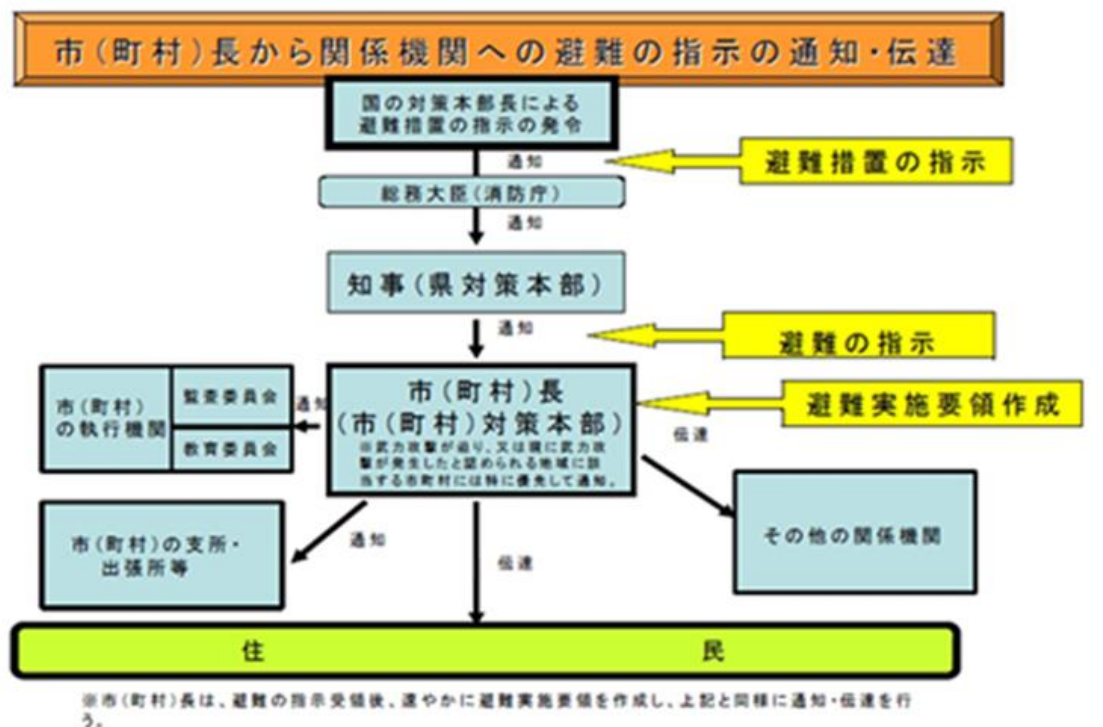 市(町村)長から関係機関への避難の指示の通知・伝達
国の対策本部長による
避難措置の指示の発令
通知
避難措置の指示
総務大臣(消防庁)
通知
知事(県対策本部)
通知
避難の指示
市(町村)
の執行機関
監査委員会
教育委員会
通知
市(町村)長
(市(町村)対策本部)
※武力攻撃が迫り、又は現に武力攻
撃が発生したと認められる地域に該
当する市町村には特に優先して通知。
避難実施要領作成
伝達
市(町村)の支所・
出張所等
通知
伝達
その他の関係機関
住民
※市(町村)長は、避難の指示受領後、速やかに避難実施要領を作成し、上記と同様に通知・伝達を行
う。